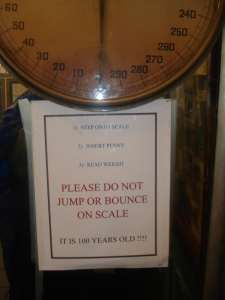 60
50
40
30
20
10
290
280
270
260
250
240
1) STEP ONTO SCALE
2) INSERT PENNY
3) READ WEIGHT
PLEASE DO NOT
JUMP OR BOUNCE
ON SCALE
IT IS 100 YEARS OLD !!!!